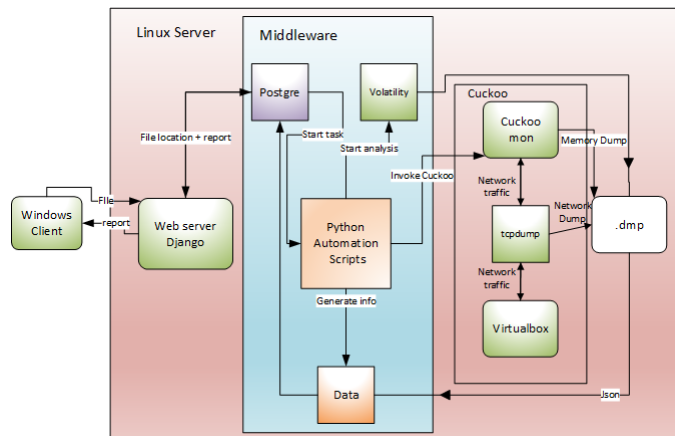 Linux Server
Middleware
Postgre
Volatility
Cuckoo
Cuckoo
mon
File location + report
Start task
Start analysis
Memory Dump
Invoke Cuckoo
Network
traffic
File
Windows
Client
report
Web server
Django
Python
Automation
Scripts
tcpdump
Network
Dump
.dmp
Network
traffic
Generate info
Virtualbox
Data
Json